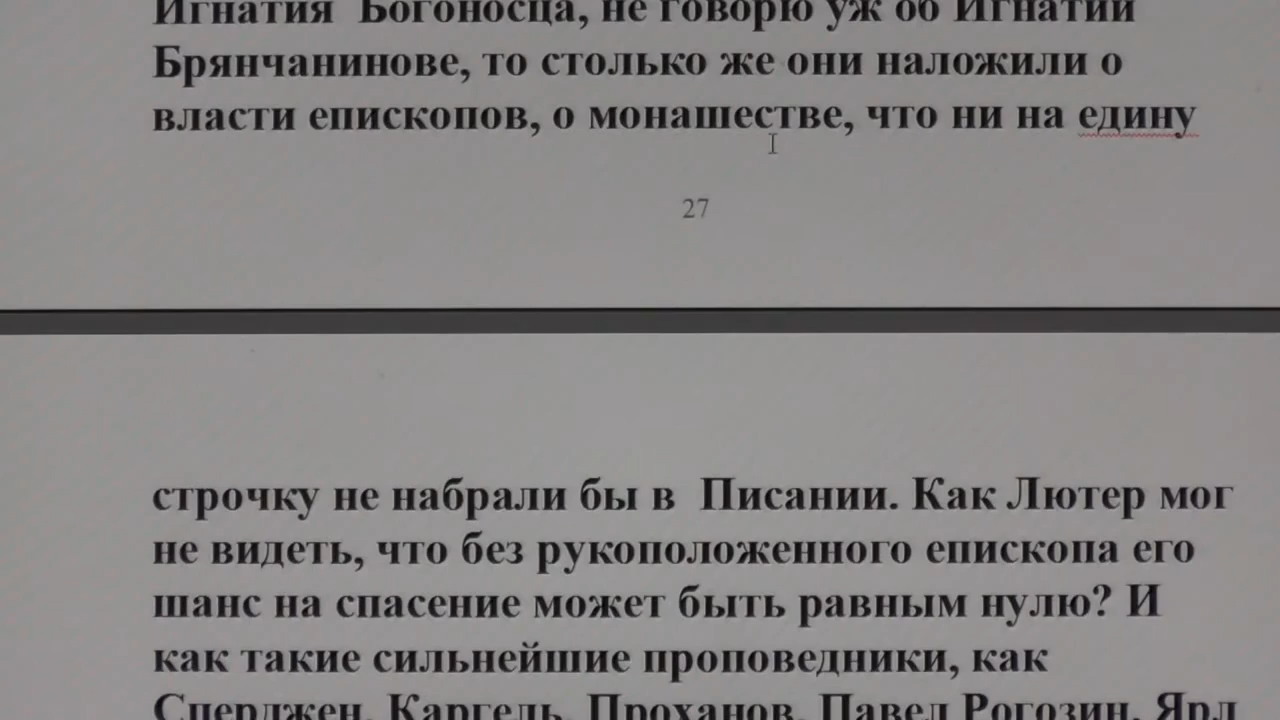 Игнатия Богоносца, не говорю уж об Игнатии
Брянчанинове, то столько же они наложили о
власти епископов, о монашестве, что ни на едину
27
строчку не набрали бы в Писании. Как Лютер мог
не видеть, что без рукоположенного епископа его
шанс на спасение может быть равным нулю? И
как такие сильнейшие проповедники, как
Сперджен, Каргель, Проханов, Павел Рогозин, Ярл